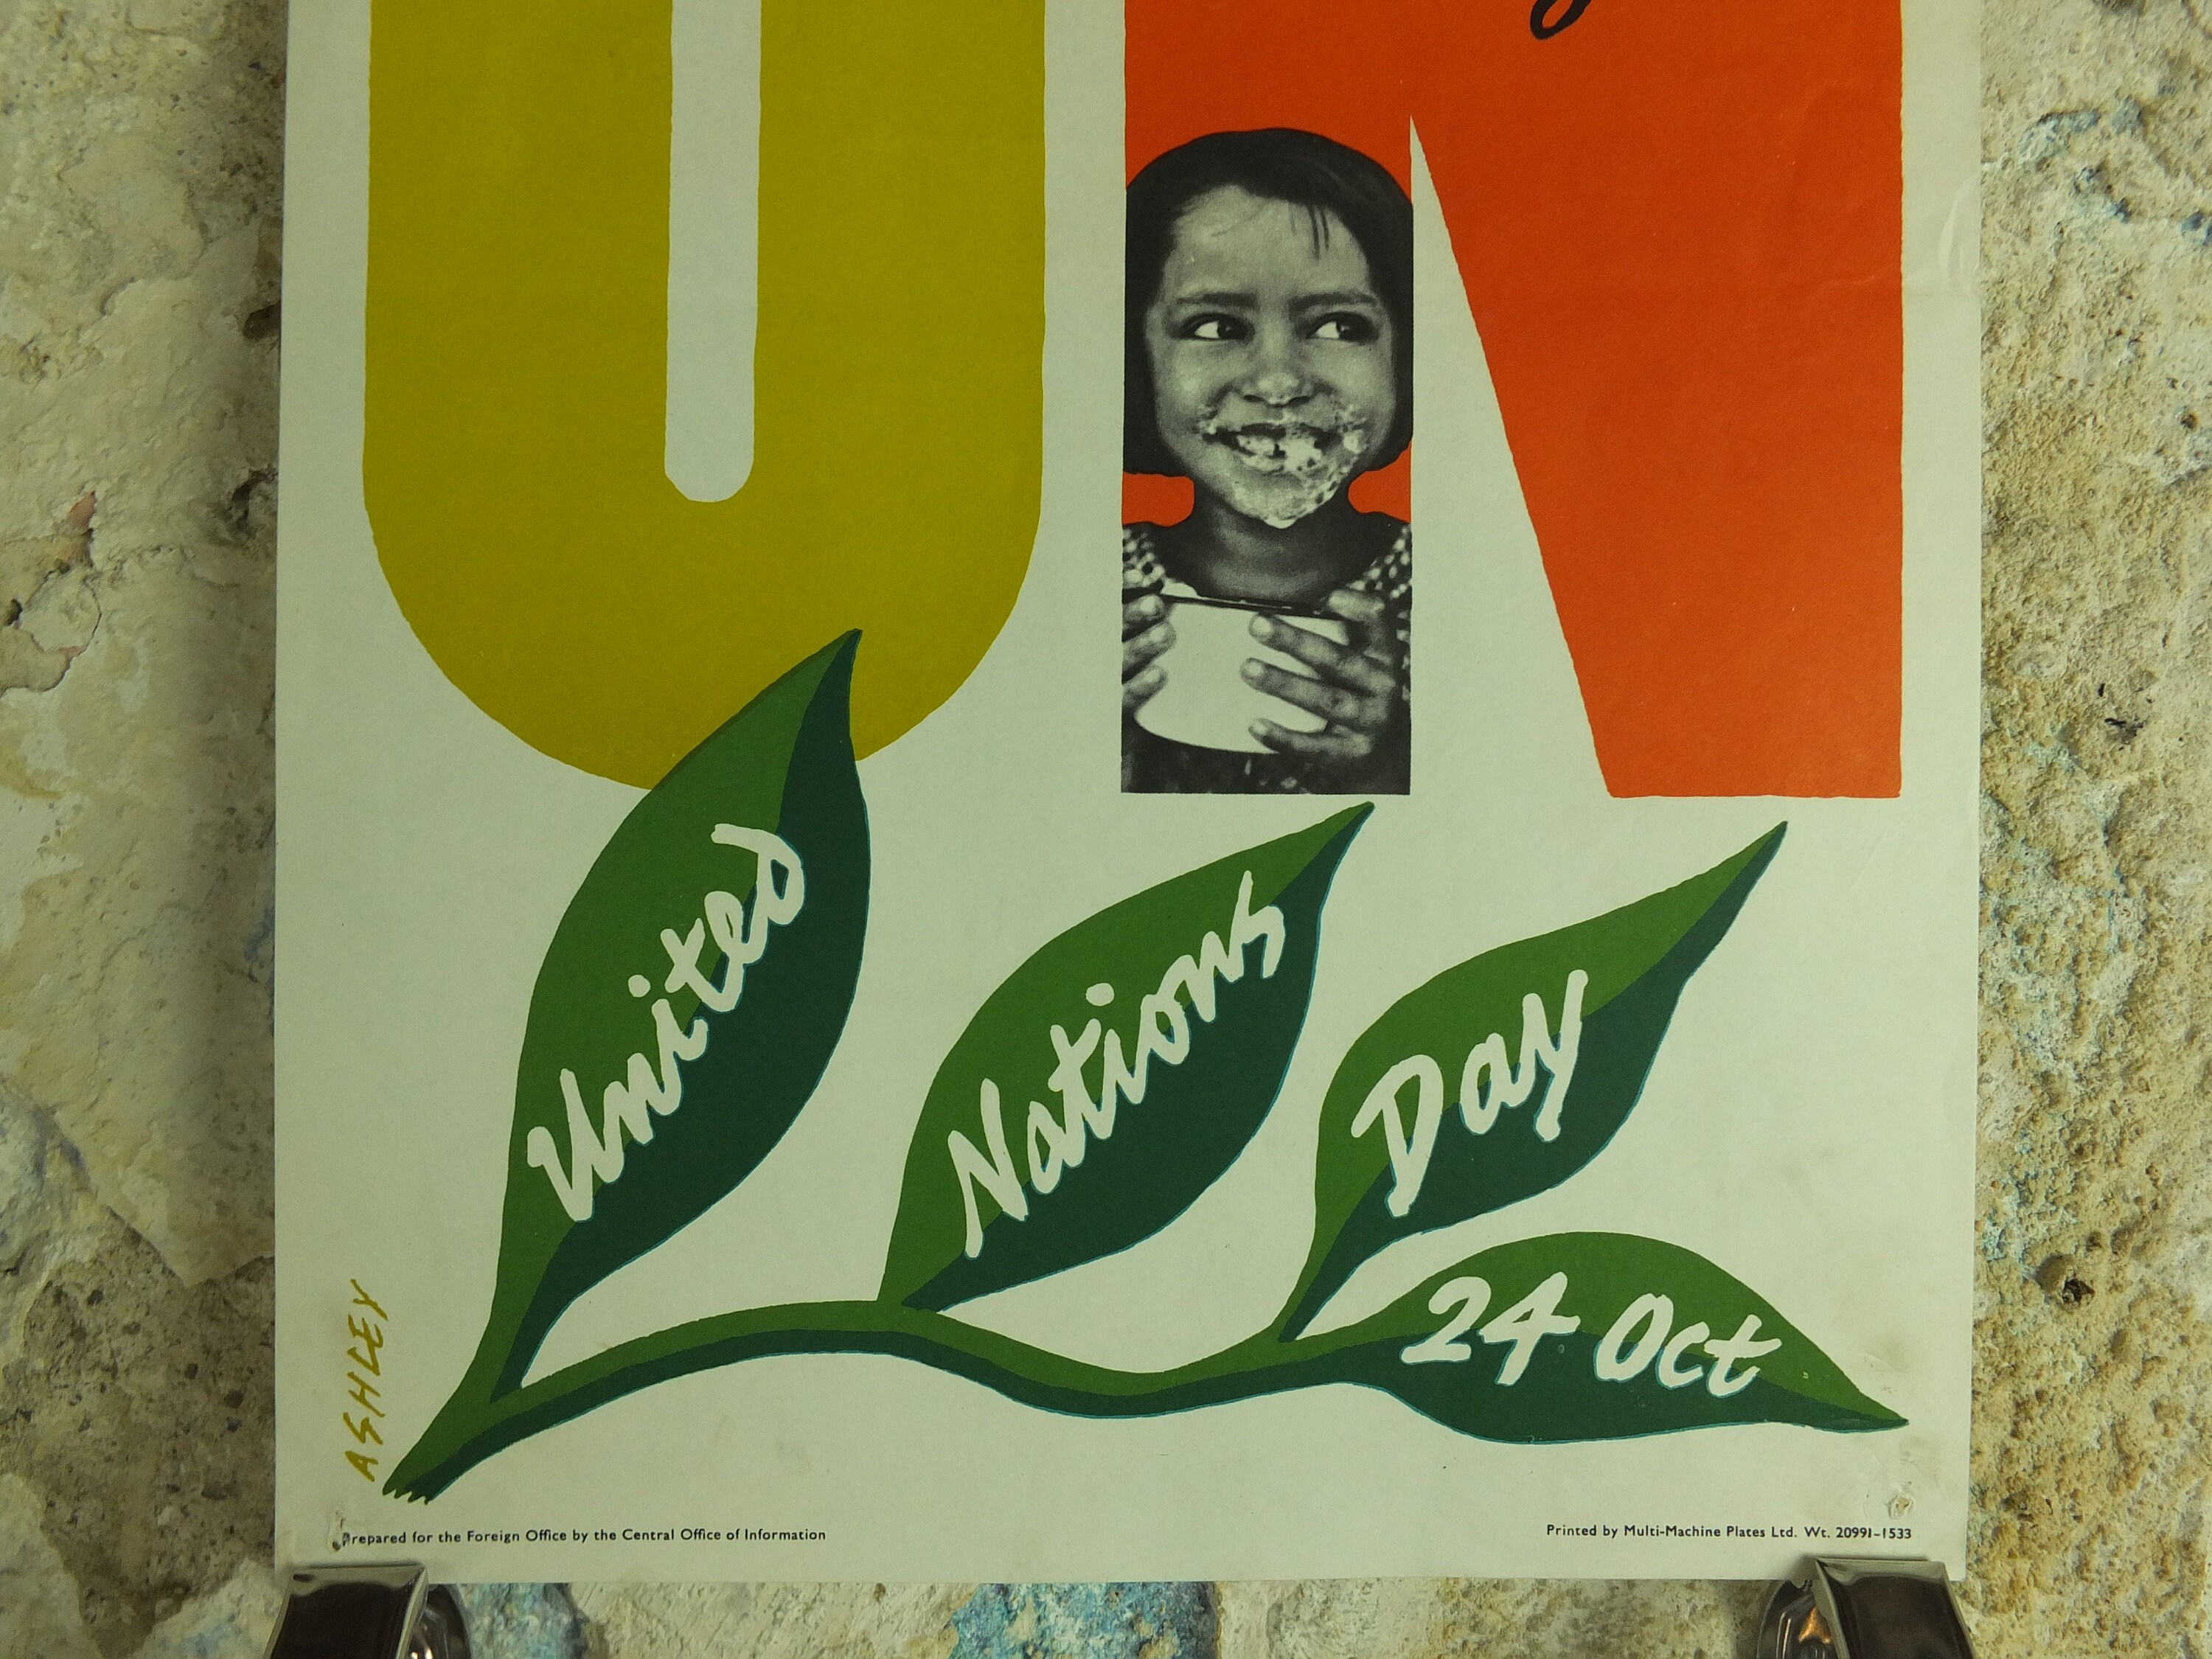 UN
United
Nations
Day
24 Oct
ASHLEY
Prepared for the Foreign Office by the Central Office of Information
Printed by Multi-Machine Plates Ltd. Wt. 20991-1533